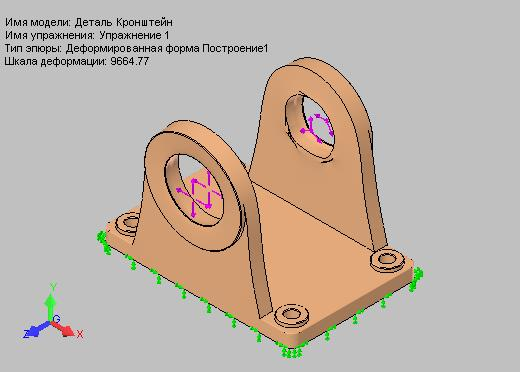 Имя модели: Деталь Кронштейн
Имя упражнения: Упражнение 1
Тип эпюры: Деформированная форма Построение1
Шкала деформации: 9664.77
Y
G
Z
X